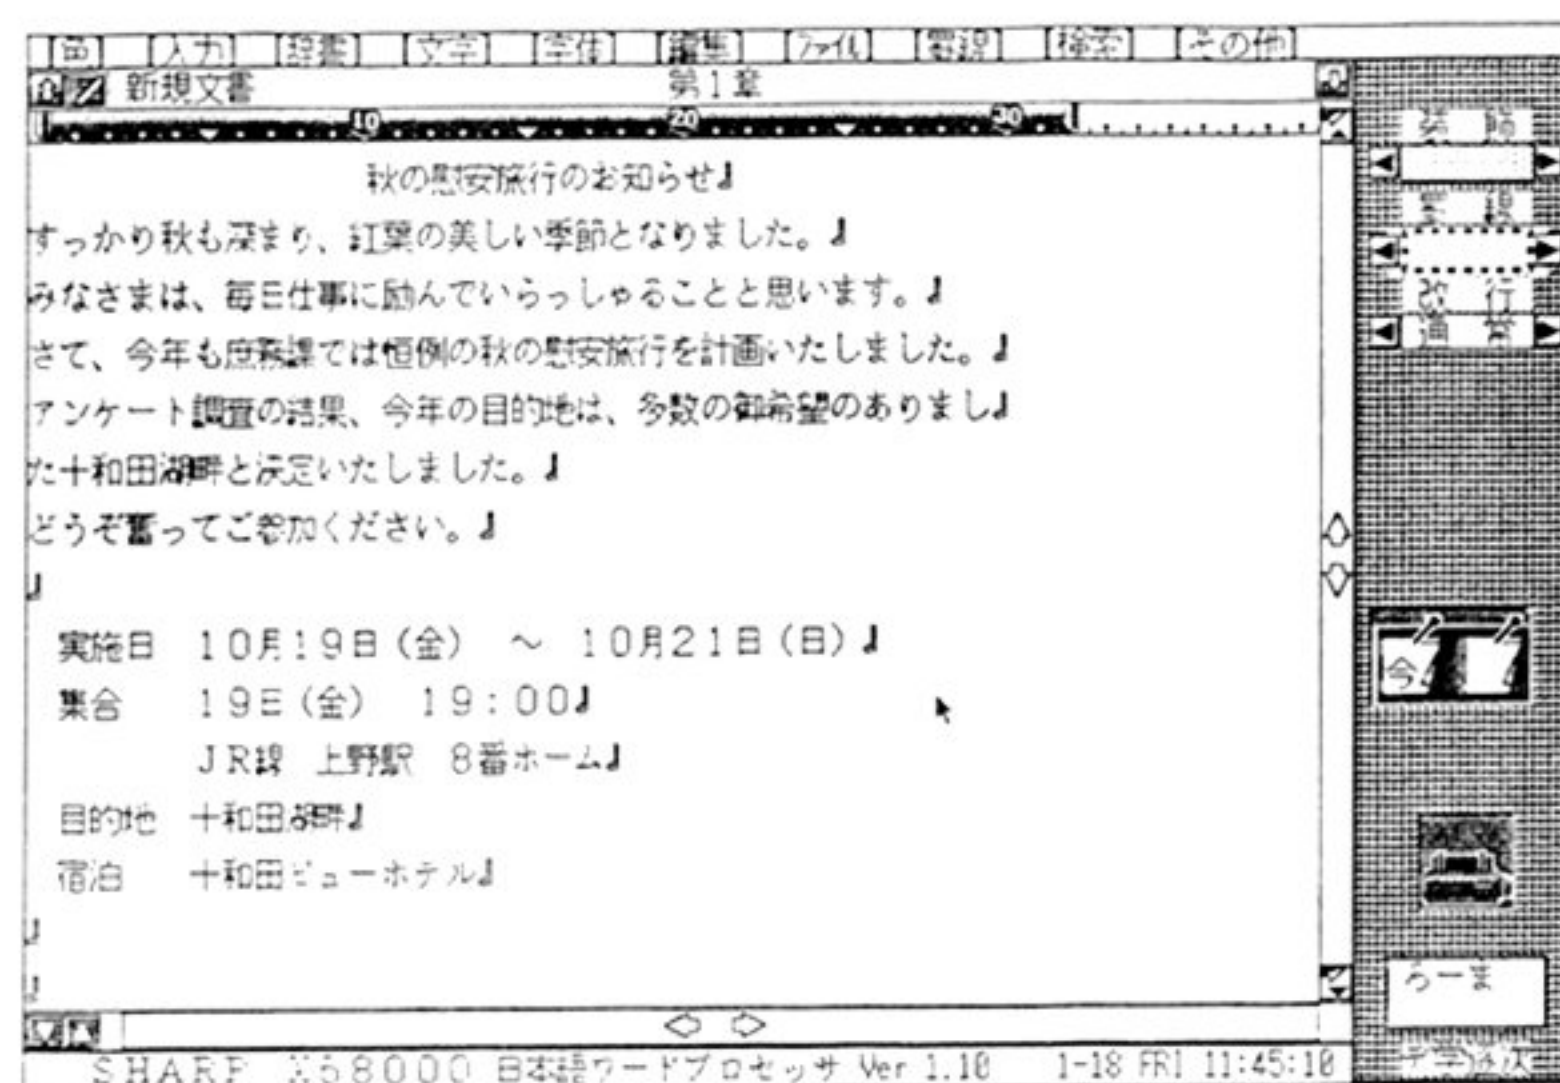 色 入力 辞書 文字 字体 編集 ファイル 罫線 検索 その他
新規文書 第1章
10 20 30
秋の慰安旅行のお知らせ
すっかり秋も深まり、紅葉の美しい季節となりました。
みなさまは、毎日仕事に励んでいらっしゃることと思います。
さて、今年も庶務課では恒例の秋の慰安旅行を計画いたしました。
アンケート調査の結果、今年の目的地は、多数の御希望のありまし
た十和田湖畔と決定いたしました。
どうぞ奮ってご参加ください。
実施日 10月19日(金) ~ 10月21日(日)
集合 19日(金) 19:00
JR線 上野駅 8番ホーム
目的地 十和田湖畔
宿泊 十和田ビューホテル
SHARP X68000 日本語ワードプロセッサ Ver 1.10 1-18 FRI 11:45:10
罫線
改行
通常
今
ろーま